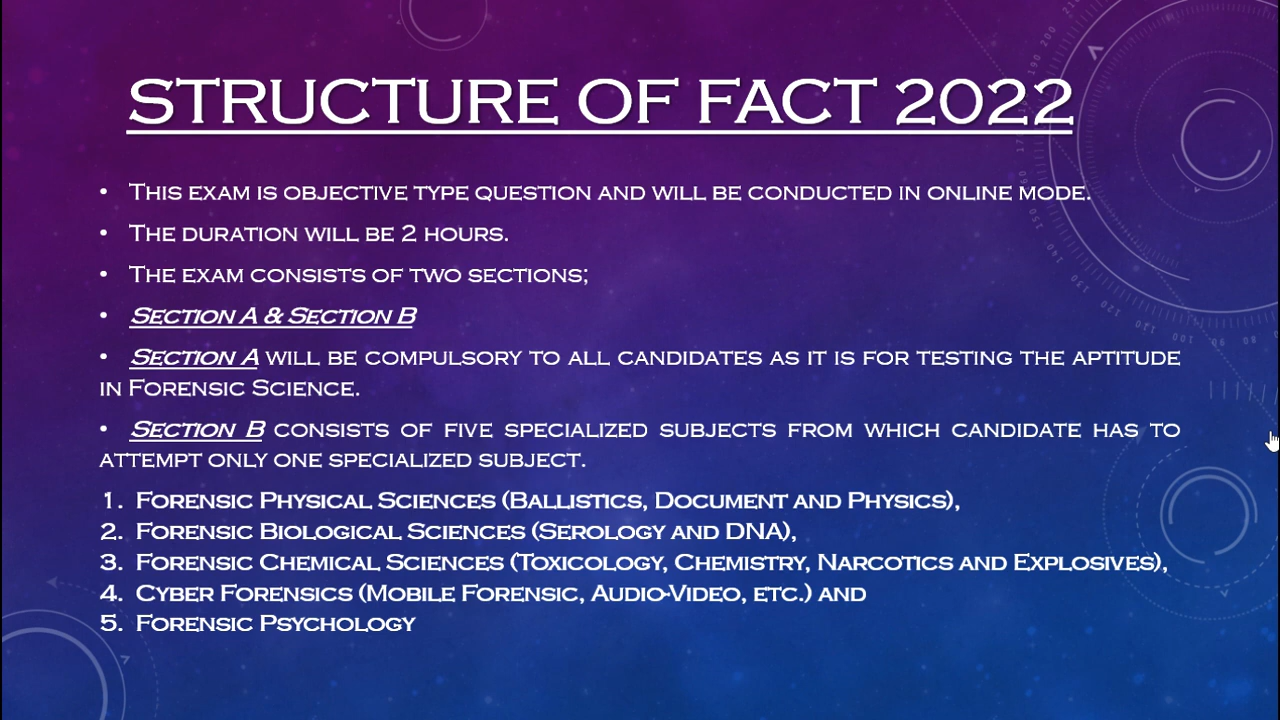 STRUCTURE OF FACT 2022
• THIS EXAM IS OBJECTIVE TYPE QUESTION AND WILL BE CONDUCTED IN ONLINE MODE.
• THE DURATION WILL BE 2 HOURS.
• THE EXAM CONSISTS OF TWO SECTIONS;
• SECTION A & SECTION B
• SECTION A WILL BE COMPULSORY TO ALL CANDIDATES AS IT IS FOR TESTING THE APTITUDE
IN FORENSIC SCIENCE.
• SECTION B CONSISTS OF FIVE SPECIALIZED SUBJECTS FROM WHICH CANDIDATE HAS TO
ATTEMPT ONLY ONE SPECIALIZED SUBJECT.
1. FORENSIC PHYSICAL SCIENCES (BALLISTICS, DOCUMENT AND PHYSICS),
2. FORENSIC BIOLOGICAL SCIENCES (SEROLOGY AND DNA),
3. FORENSIC CHEMICAL SCIENCES (TOXICOLOGY, CHEMISTRY, NARCOTICS AND EXPLOSIVES),
4. CYBER FORENSICS (MOBILE FORENSIC, AUDIO-VIDEO, ETC.) AND
5. FORENSIC PSYCHOLOGY